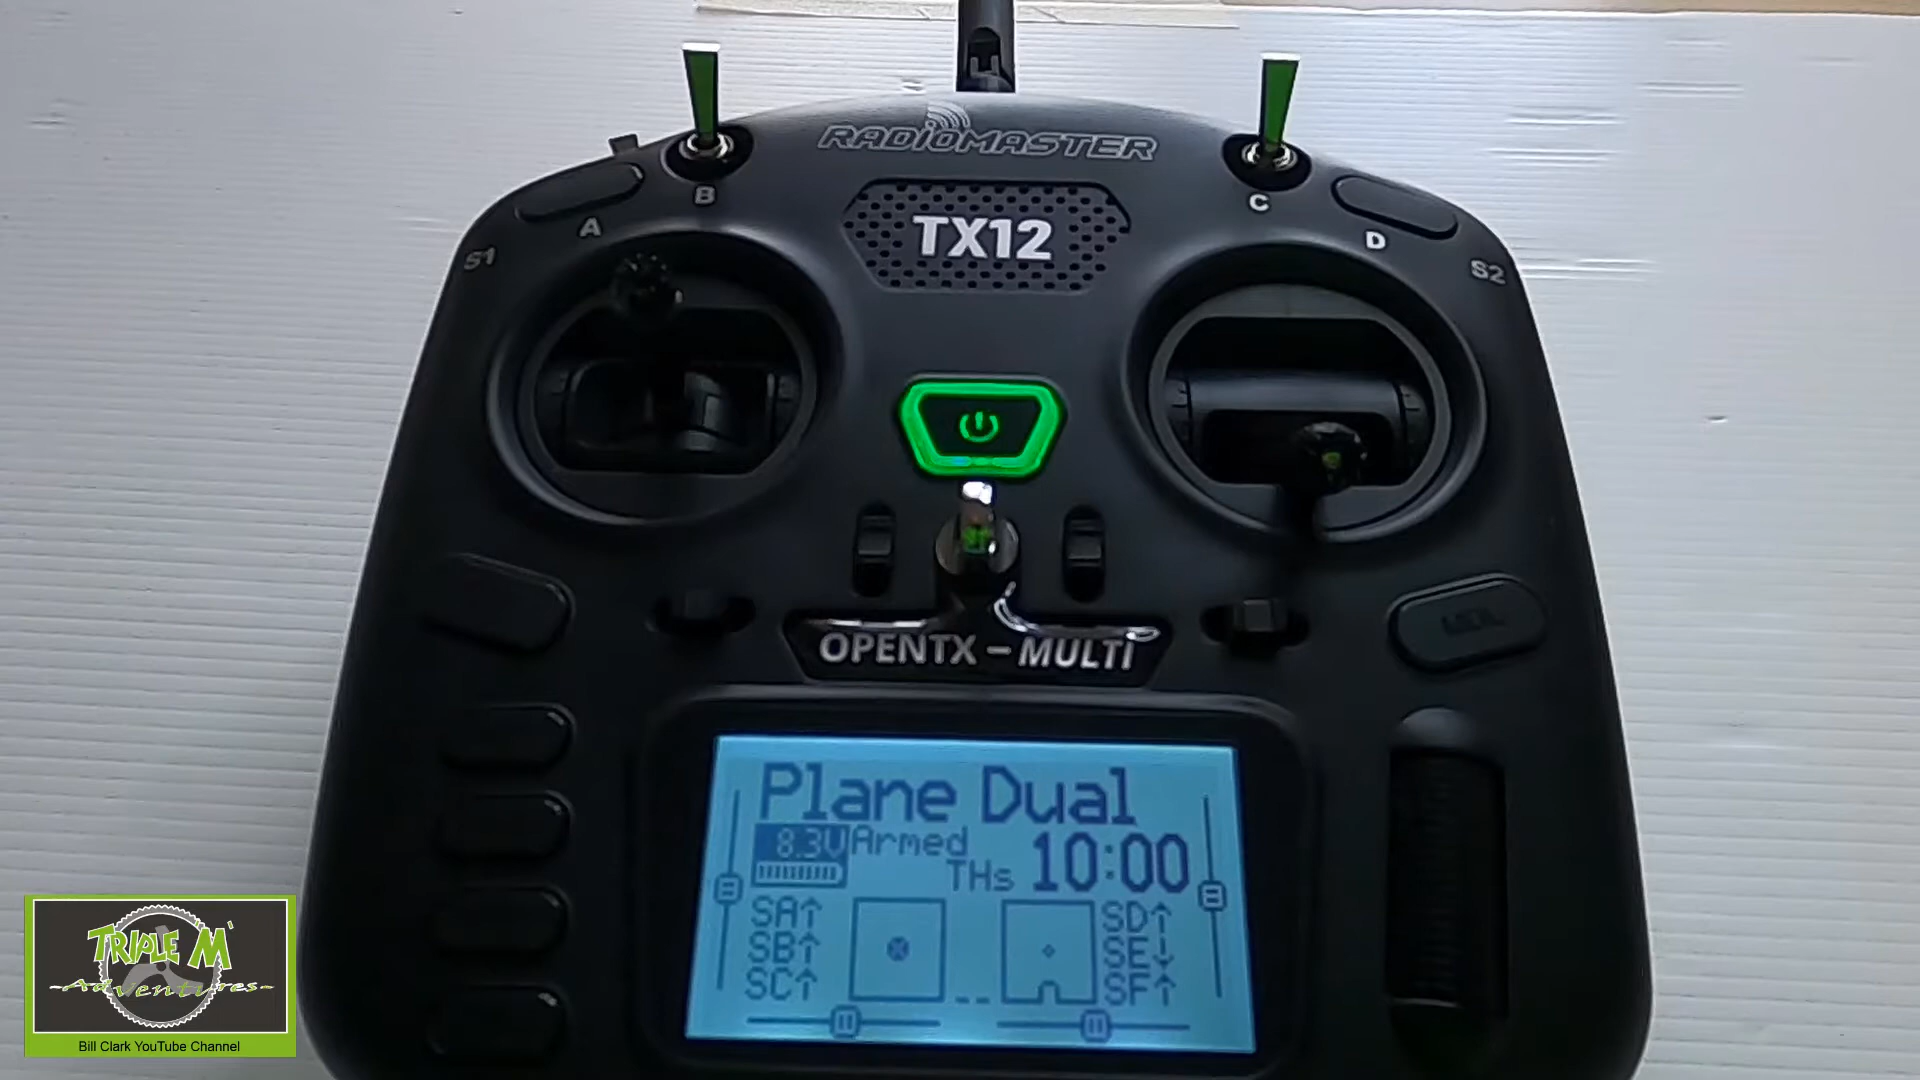 RADIOMASTER
B
C
TX12
A
D
S1
S2
OPENTX - MULTI
Plane Dual
8.3V Armed
THs 10:00
SA↑
SD↑
SB↑
SE↓
SC↑
--
SF↑
TRIPLE M`
-Adventures-
Bill Clark YouTube Channel